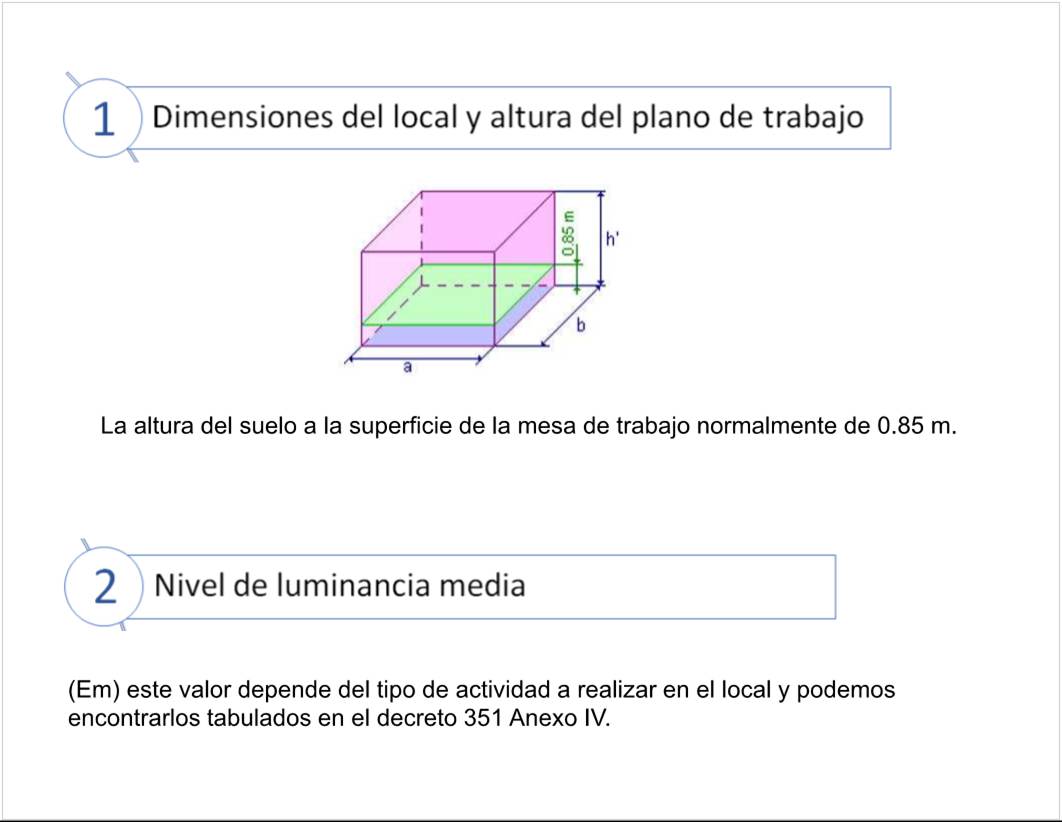 1
Dimensiones del local y altura del plano de trabajo
0.85 m
h'
b
a
La altura del suelo a la superficie de la mesa de trabajo normalmente de 0.85 m.
2
Nivel de luminancia media
(Em) este valor depende del tipo de actividad a realizar en el local y podemos
encontrarlos tabulados en el decreto 351 Anexo IV.